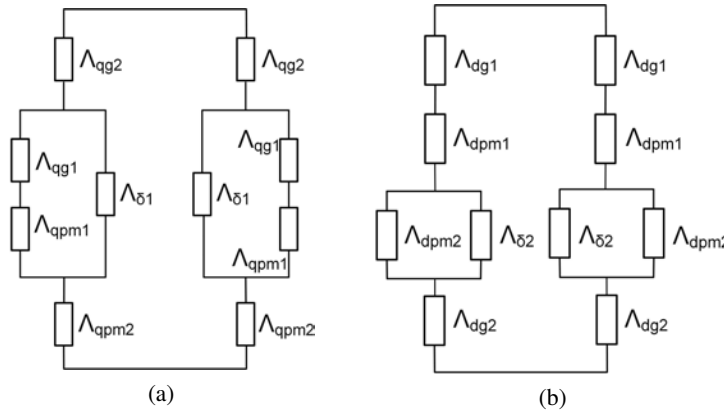 Λqg2 Λqg2
Λqg1 Λqg1
Λδ1 Λδ1
Λqpm1 Λqpm1
Λqpm2 Λqpm2
(a)
Λdg1 Λdg1
Λdpm1 Λdpm1
Λdpm2 Λδ2 Λδ2 Λdpm2
Λdg2 Λdg2
(b)